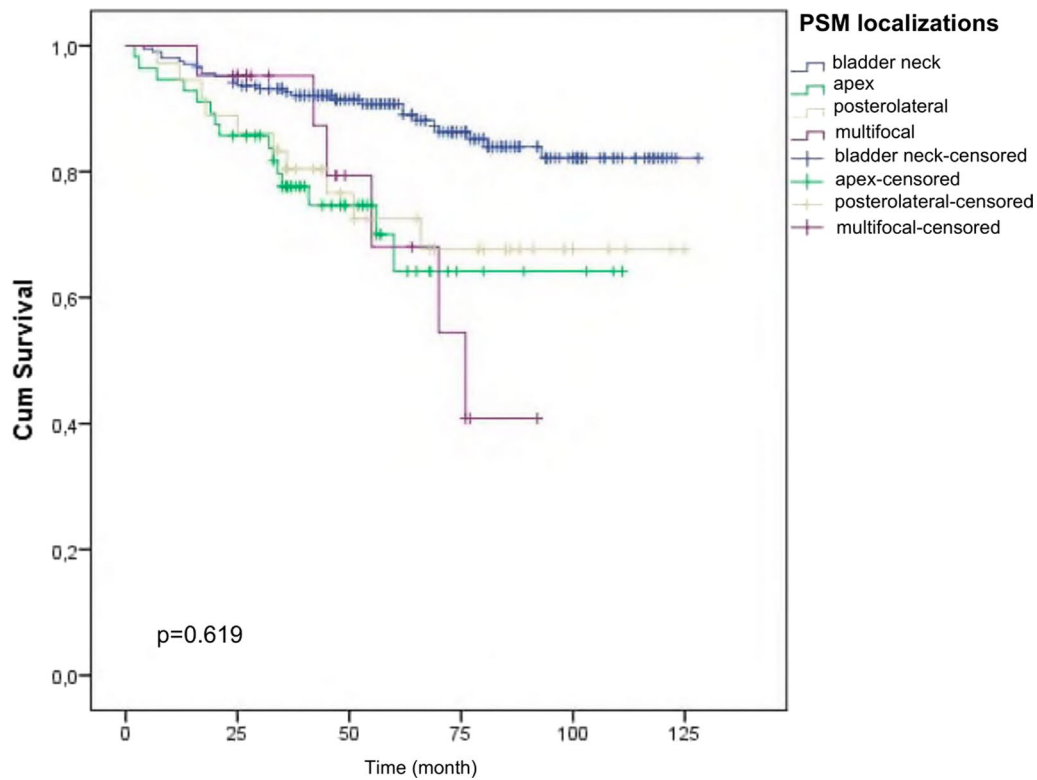 PSM localizations
bladder neck
apex
posterolateral
multifocal
bladder neck-censored
apex-censored
posterolateral-censored
multifocal-censored
Cum Survival
1,0
0,8
0,6
0,4
0,2
0,0
p=0.619
0 25 50 75 100 125
Time (month)